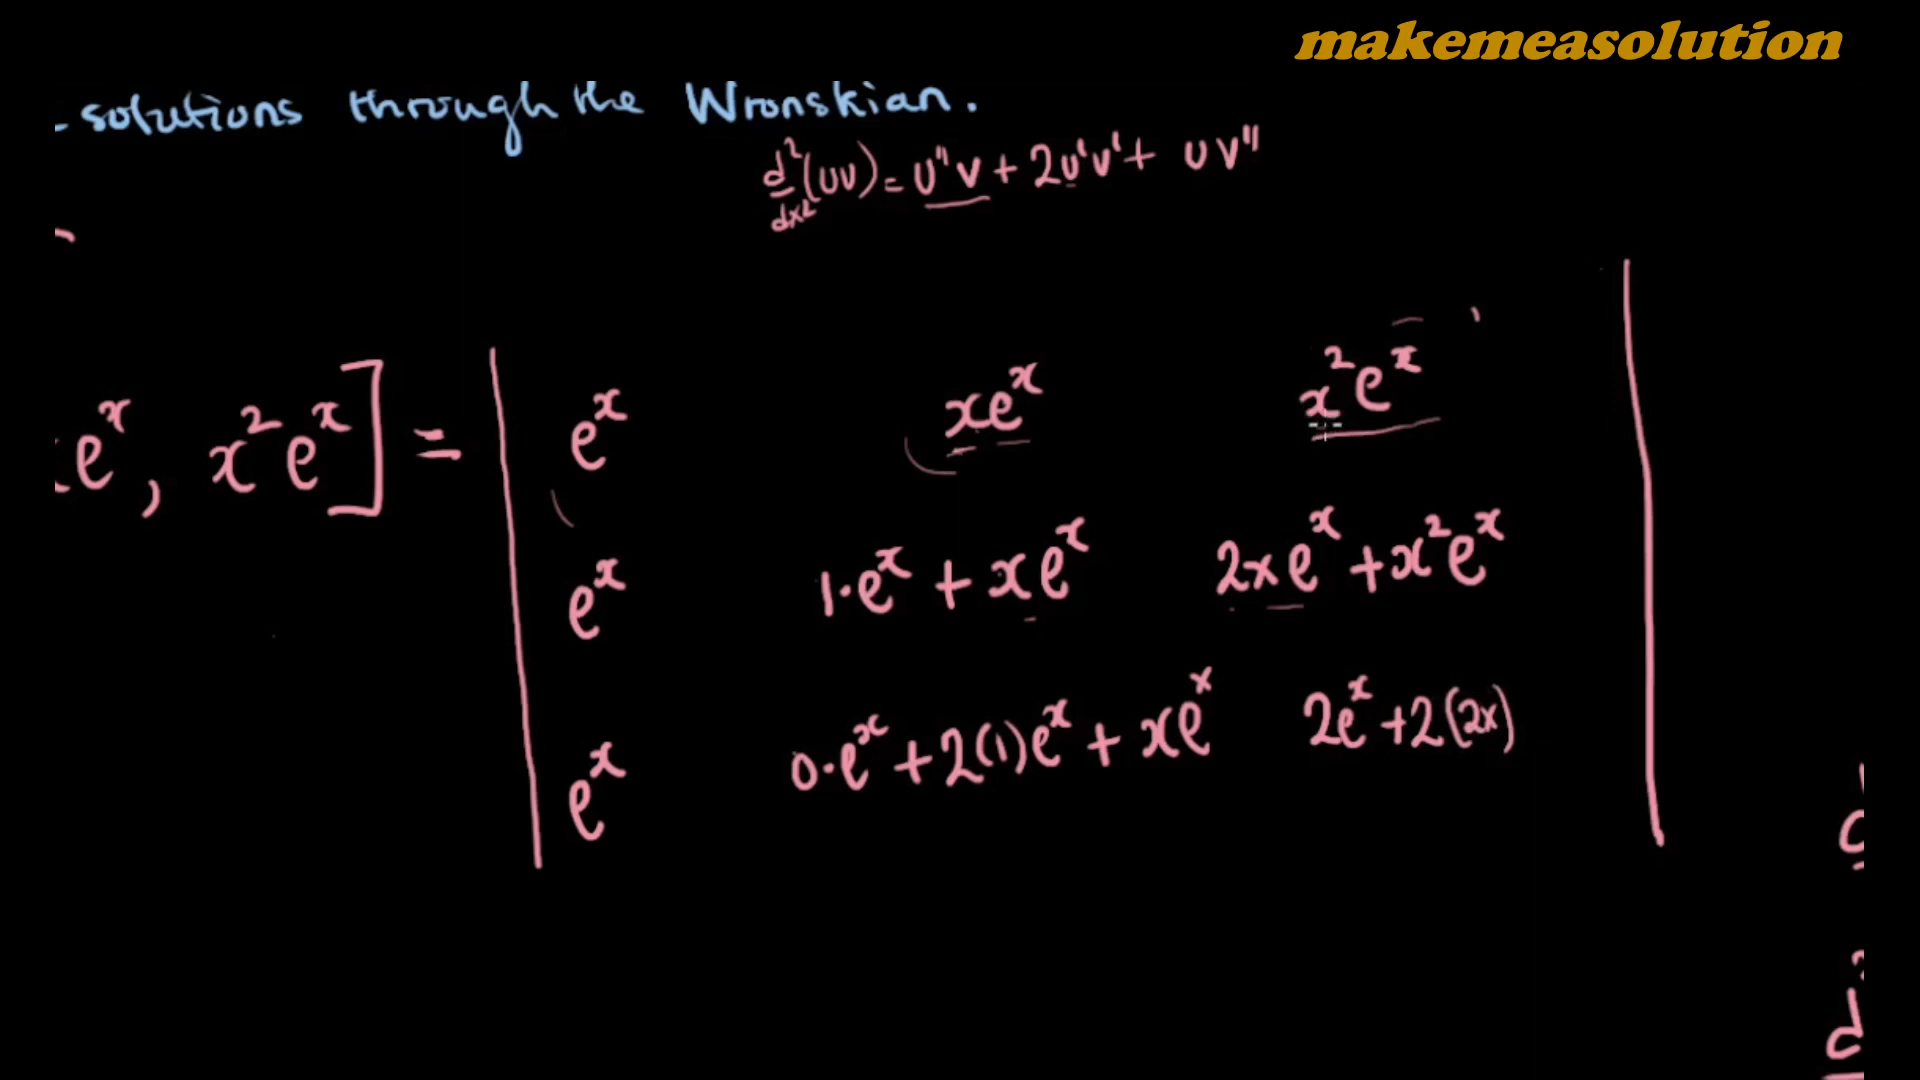 makemeasolution
solutions through the Wronskian.
d²/dx² (uv) = u''v + 2u'v' + uv''
e^x, x²e^x] = | e^x xe^x x²e^x |
e^x 1·e^x + xe^x 2xe^x + x²e^x
e^x 0·e^x + 2(1)e^x + xe^x 2e^x + 2(2x)